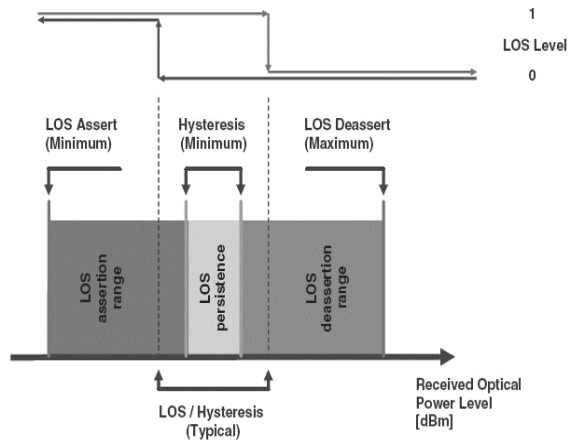 1
LOS Level
0
LOS Assert
(Minimum)
Hysteresis
(Minimum)
LOS Deassert
(Maximum)
LOS
assertion
range
LOS
persistence
LOS
deassertion
range
Received Optical
Power Level
[dBm]
LOS / Hysteresis
(Typical)